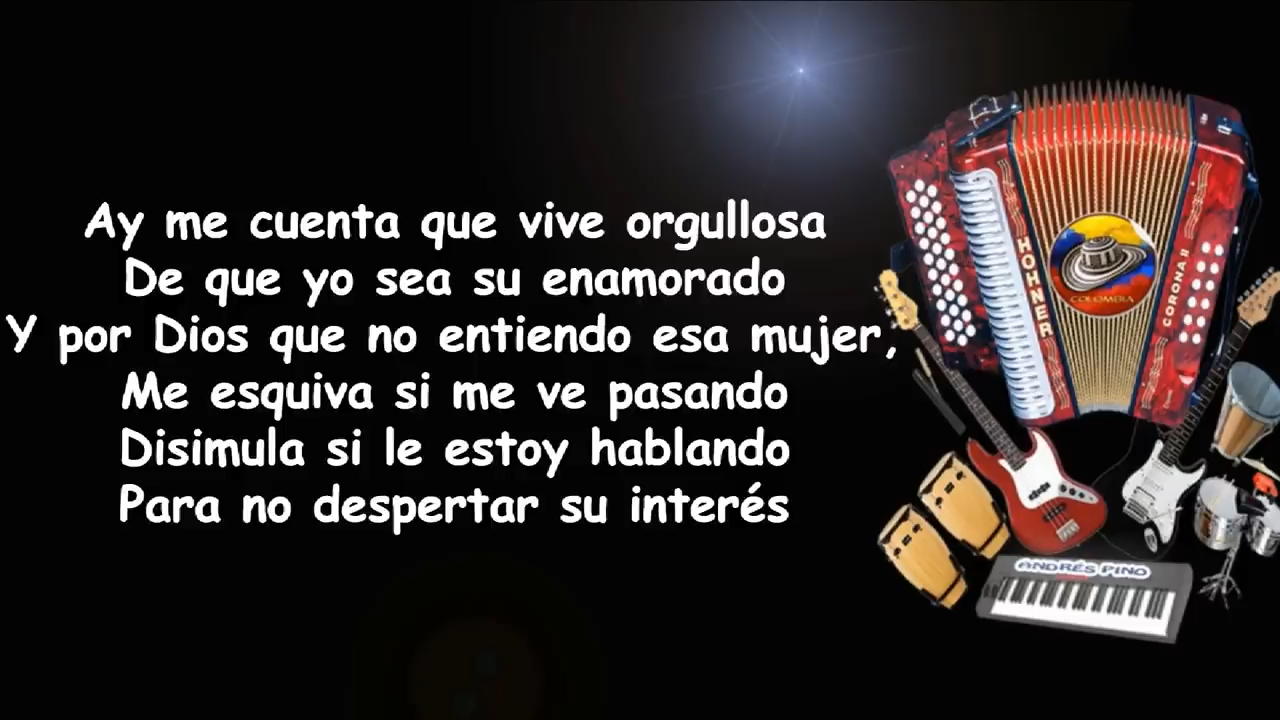 Ay me cuenta que vive orgullosa
De que yo sea su enamorado
Y por Dios que no entiendo esa mujer,
Me esquiva si me ve pasando
Disimula si le estoy hablando
Para no despertar su interés
HOHNER
COLOMBIA
CORONA II
ANDRÉS PINO